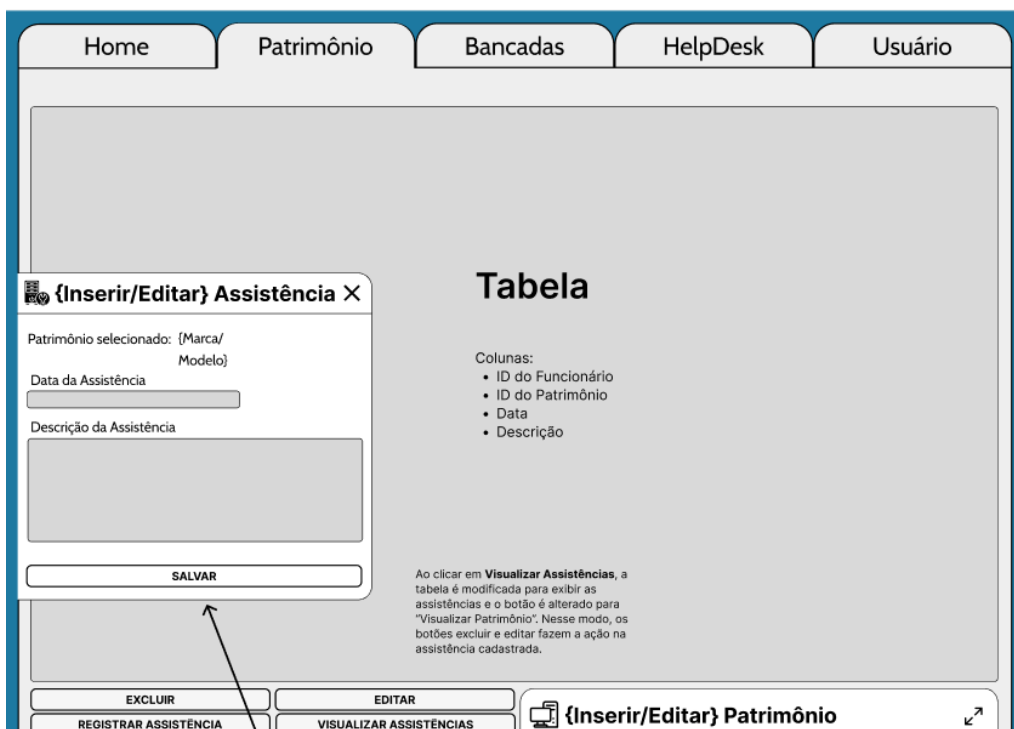 Home
Patrimônio
Bancadas
HelpDesk
Usuário
{Inserir/Editar} Assistência
Patrimônio selecionado: {Marca/
Modelo}
Data da Assistência
Descrição da Assistência
SALVAR
Tabela
Colunas:
• ID do Funcionário
• ID do Patrimônio
• Data
• Descrição
Ao clicar em Visualizar Assistências, a
tabela é modificada para exibir as
assistências e o botão é alterado para
"Visualizar Patrimônio". Nesse modo, os
botões excluir e editar fazem a ação na
assistência cadastrada.
EXCLUIR
EDITAR
REGISTRAR ASSISTÊNCIA
VISUALIZAR ASSISTÊNCIAS
{Inserir/Editar} Patrimônio